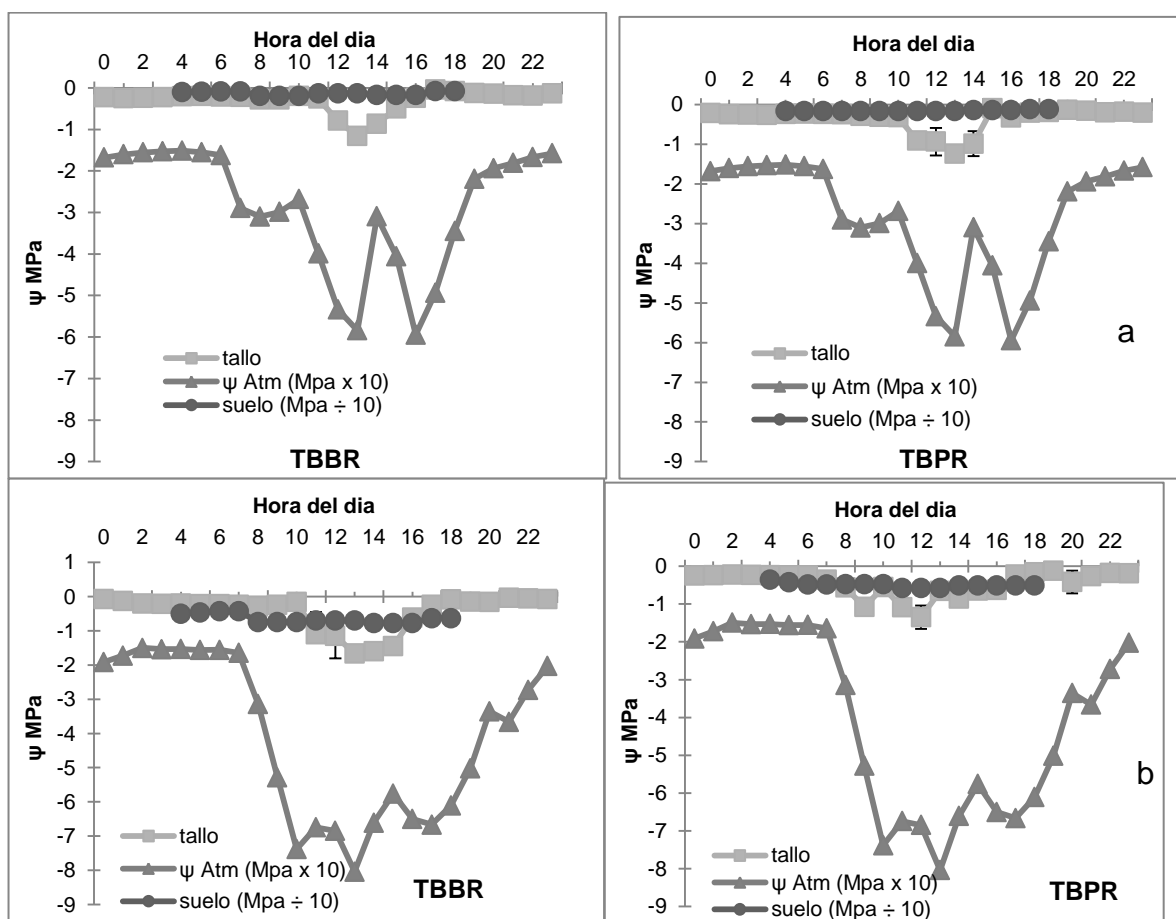 Hora del dia
0 2 4 6 8 10 12 14 16 18 20 22
0
-1
-2
-3
-4
-5
-6
-7
-8
-9
ψ MPa
tallo
ψ Atm (Mpa x 10)
suelo (Mpa ÷ 10)
TBBR
Hora del dia
0 2 4 6 8 10 12 14 16 18 20 22
0
-1
-2
-3
-4
-5
-6
-7
-8
-9
ψ MPa
a
tallo
ψ Atm (Mpa x 10)
suelo (Mpa ÷ 10)
TBPR
Hora del dia
0 2 4 6 8 10 12 14 16 18 20 22
1
0
-1
-2
-3
-4
-5
-6
-7
-8
-9
ψ MPa
tallo
ψ Atm (Mpa x 10)
suelo (Mpa ÷ 10)
TBBR
Hora del dia
0 2 4 6 8 10 12 14 16 18 20 22
0
-1
-2
-3
-4
-5
-6
-7
-8
-9
ψ MPa
b
tallo
ψ Atm (Mpa x 10)
suelo (Mpa ÷ 10)
TBPR